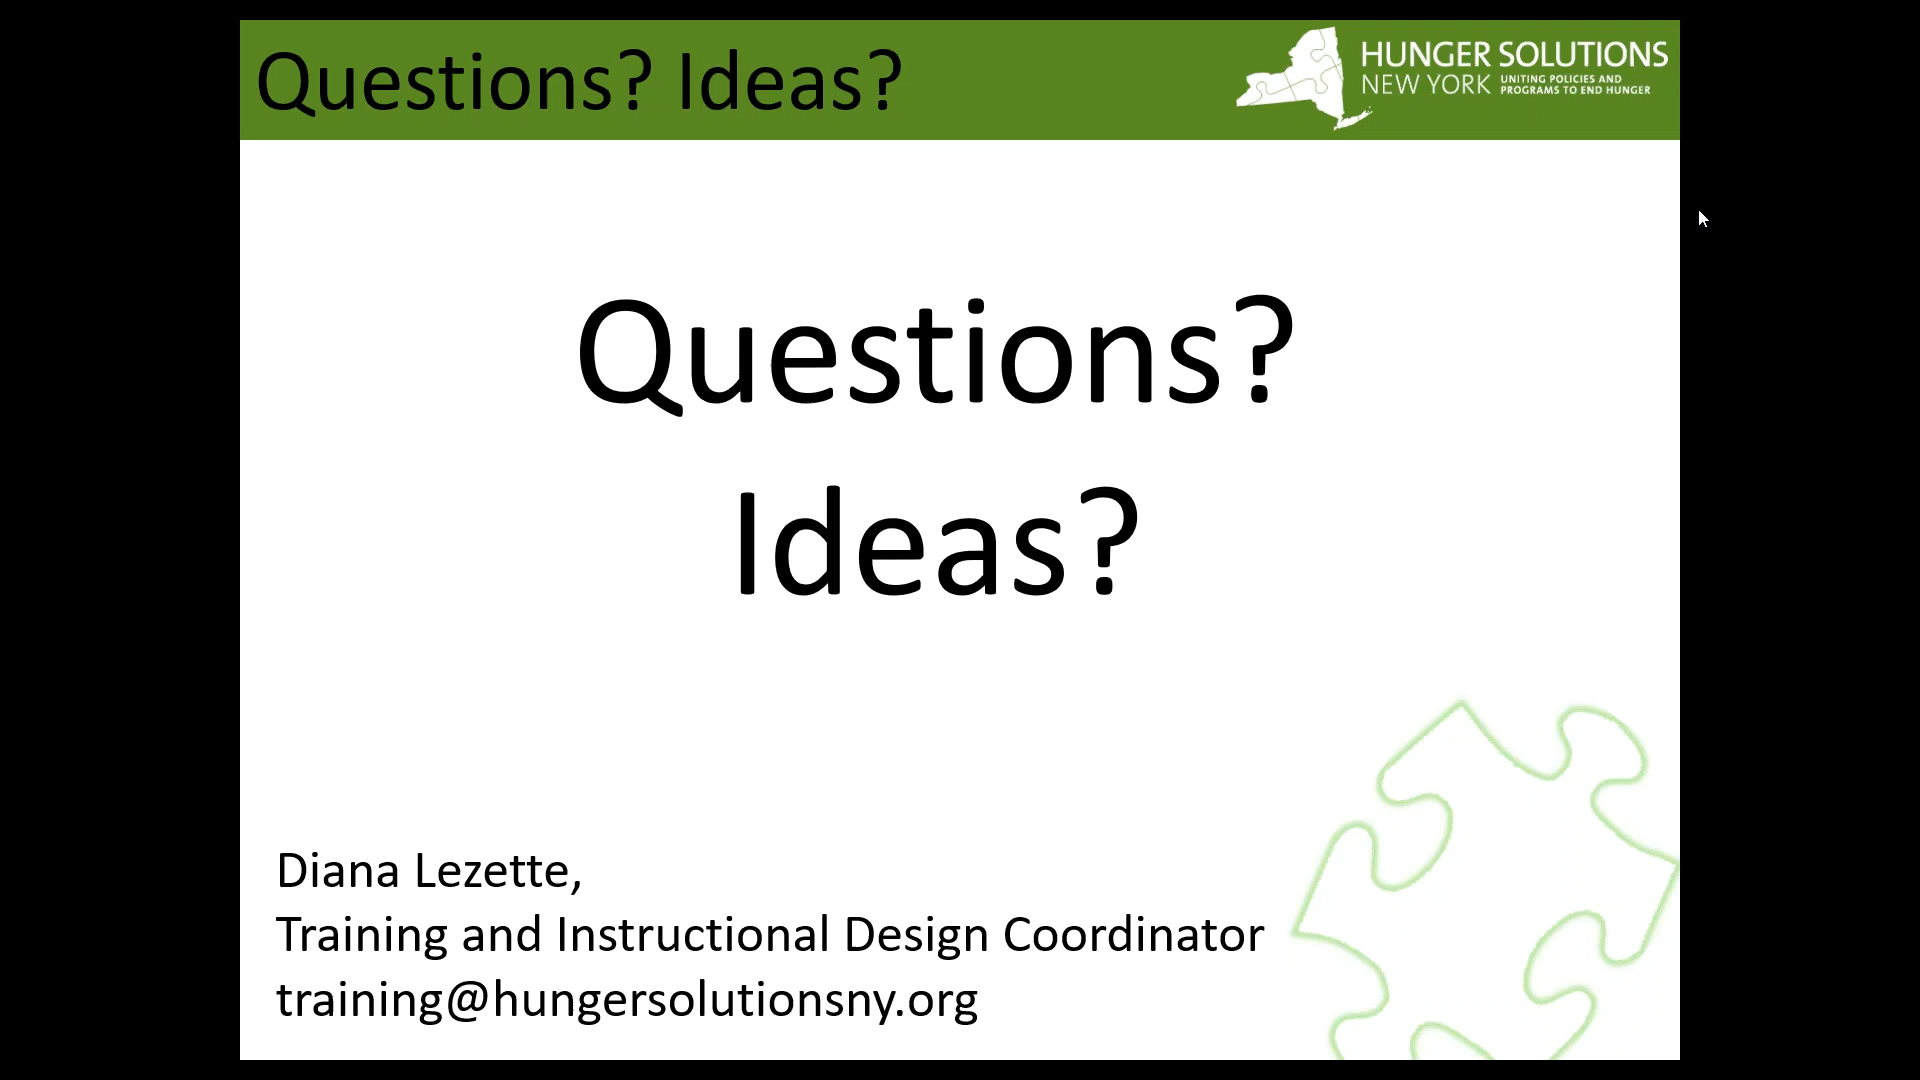 Questions? Ideas?
HUNGER SOLUTIONS
NEW YORK
UNITING POLICIES AND
PROGRAMS TO END HUNGER
Questions?
Ideas?
Diana Lezette,
Training and Instructional Design Coordinator
training@hungersolutionsny.org